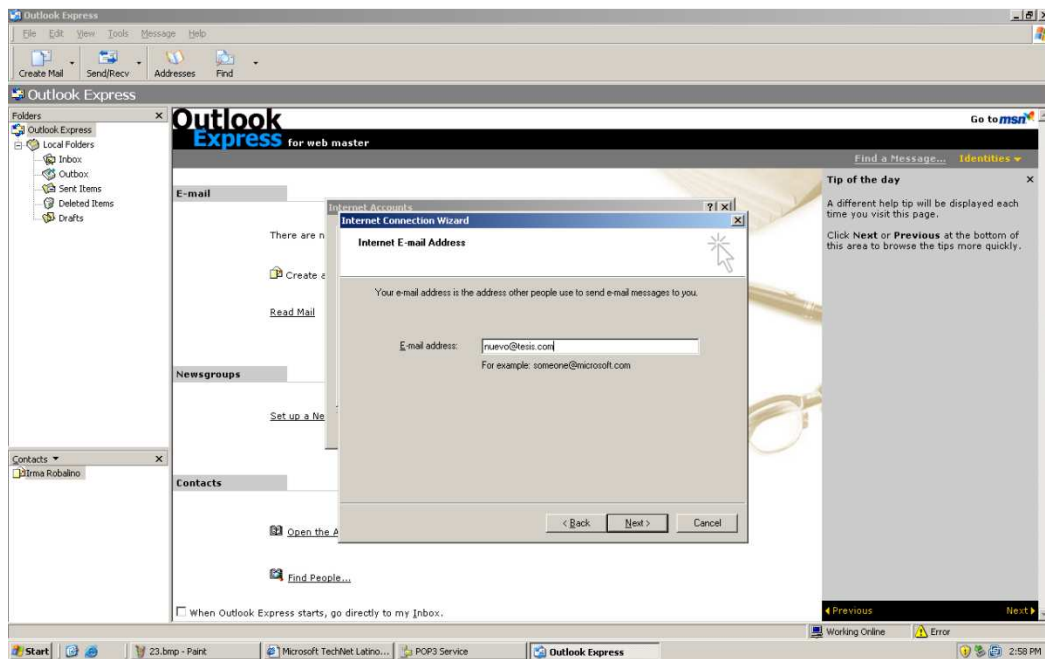 Outlook Express
File Edit View Tools Message Help
Create Mail Send/Recv Addresses Find
Outlook Express
Folders
Outlook Express
Local Folders
Inbox
Outbox
Sent Items
Deleted Items
Drafts
Contacts
Irma Robalino
Outlook
Express for web master
Go to msn
Find a Message... Identities
E-mail
There are n
Create a
Read Mail
Newsgroups
Set up a Ne
Contacts
Open the A
Find People...
When Outlook Express starts, go directly to my Inbox.
Internet Accounts
Internet Connection Wizard
Internet E-mail Address
Your e-mail address is the address other people use to send e-mail messages to you.
E-mail address: nuevo@tesis.com
For example: someone@microsoft.com
< Back Next > Cancel
Tip of the day
A different help tip will be displayed each
time you visit this page.
Click Next or Previous at the bottom of
this area to browse the tips more quickly.
Previous Next
Working Online Error
Start 23.bmp - Paint Microsoft TechNet Latino... POP3 Service Outlook Express 2:58 PM